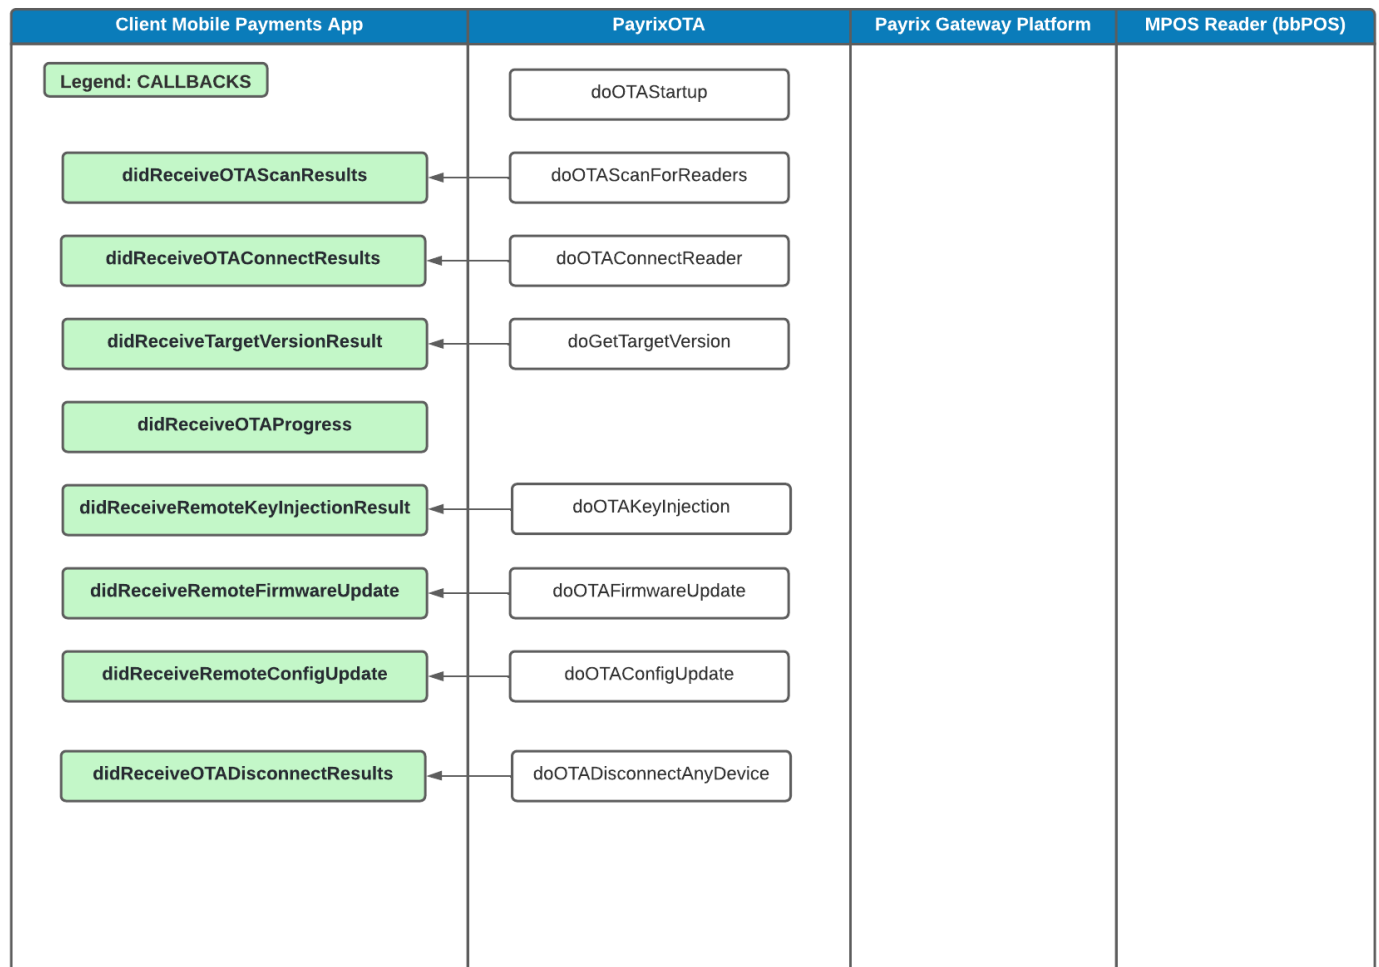 Client Mobile Payments App
PayrixOTA
Payrix Gateway Platform
MPOS Reader (bbPOS)
Legend: CALLBACKS
doOTAStartup
didReceiveOTAScanResults
doOTAScanForReaders
didReceiveOTAConnectResults
doOTAConnectReader
didReceiveTargetVersionResult
doGetTargetVersion
didReceiveOTAProgress
didReceiveRemoteKeyInjectionResult
doOTAKeyInjection
didReceiveRemoteFirmwareUpdate
doOTAFirmwareUpdate
didReceiveRemoteConfigUpdate
doOTAConfigUpdate
didReceiveOTADisconnectResults
doOTADisconnectAnyDevice